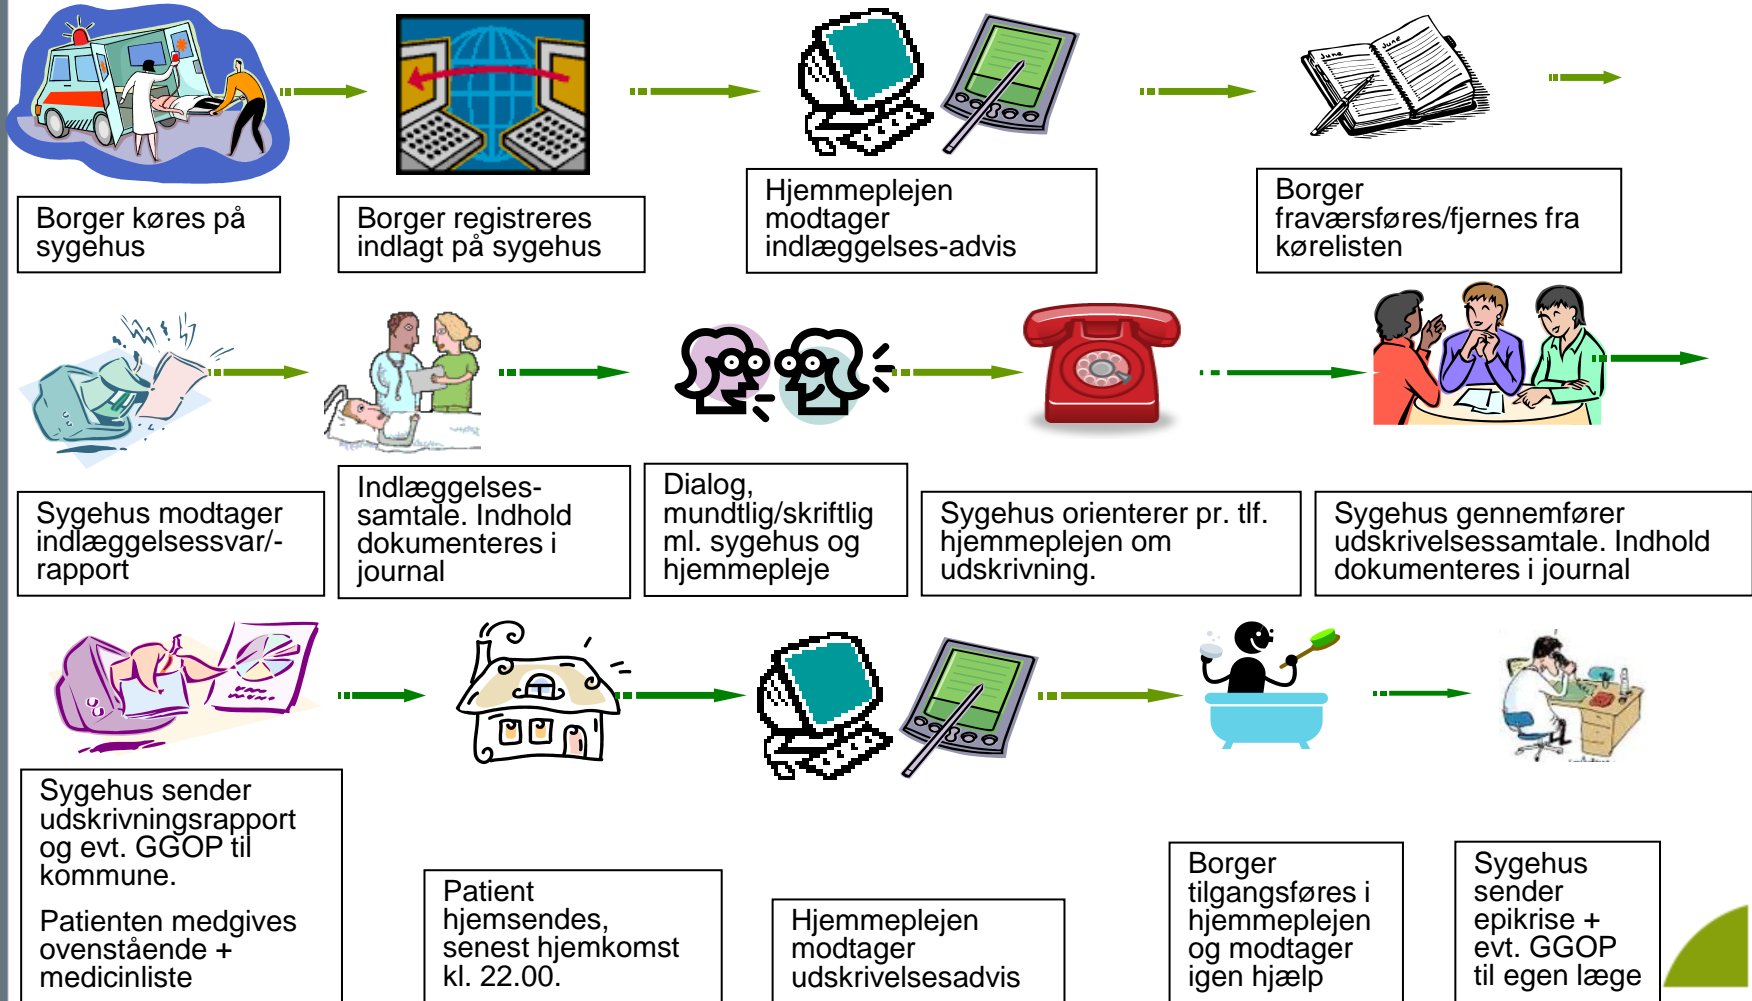 Borger køres på
sygehus
Borger registreres
indlagt på sygehus
Hjemmeplejen
modtager
indlæggelses-advis
June
June
Borger
fraværsføres/fjernes fra
kørelisten
Sygehus modtager
indlæggelsessvar/-
rapport
Indlæggelses-
samtale. Indhold
dokumenteres i
journal
Dialog,
mundtlig/skriftlig
ml. sygehus og
hjemmepleje
Sygehus orienterer pr. tlf.
hjemmeplejen om
udskrivning.
Sygehus gennemfører
udskrivelsessamtale. Indhold
dokumenteres i journal
Sygehus sender
udskrivningsrapport
og evt. GGOP til
kommune.
Patienten medgives
ovenstående +
medicinliste
Patient
hjemsendes,
senest hjemkomst
kl. 22.00.
Hjemmeplejen
modtager
udskrivelsesadvis
Borger
tilgangsføres i
hjemmeplejen
og modtager
igen hjælp
Sygehus
sender
epikrise +
evt. GGOP
til egen læge